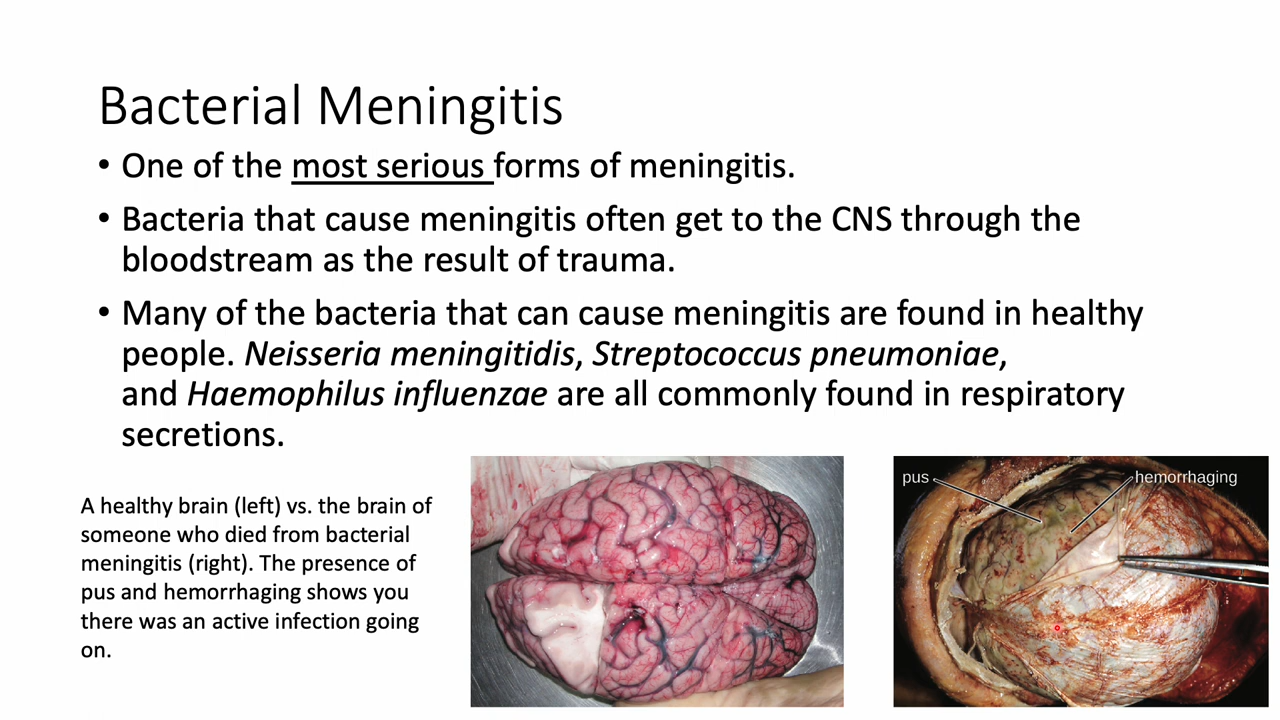 Bacterial Meningitis
• One of the most serious forms of meningitis.
• Bacteria that cause meningitis often get to the CNS through the
bloodstream as the result of trauma.
• Many of the bacteria that can cause meningitis are found in healthy
people. Neisseria meningitidis, Streptococcus pneumoniae,
and Haemophilus influenzae are all commonly found in respiratory
secretions.
A healthy brain (left) vs. the brain of
someone who died from bacterial
meningitis (right). The presence of
pus and hemorrhaging shows you
there was an active infection going
on.
pus
hemorrhaging